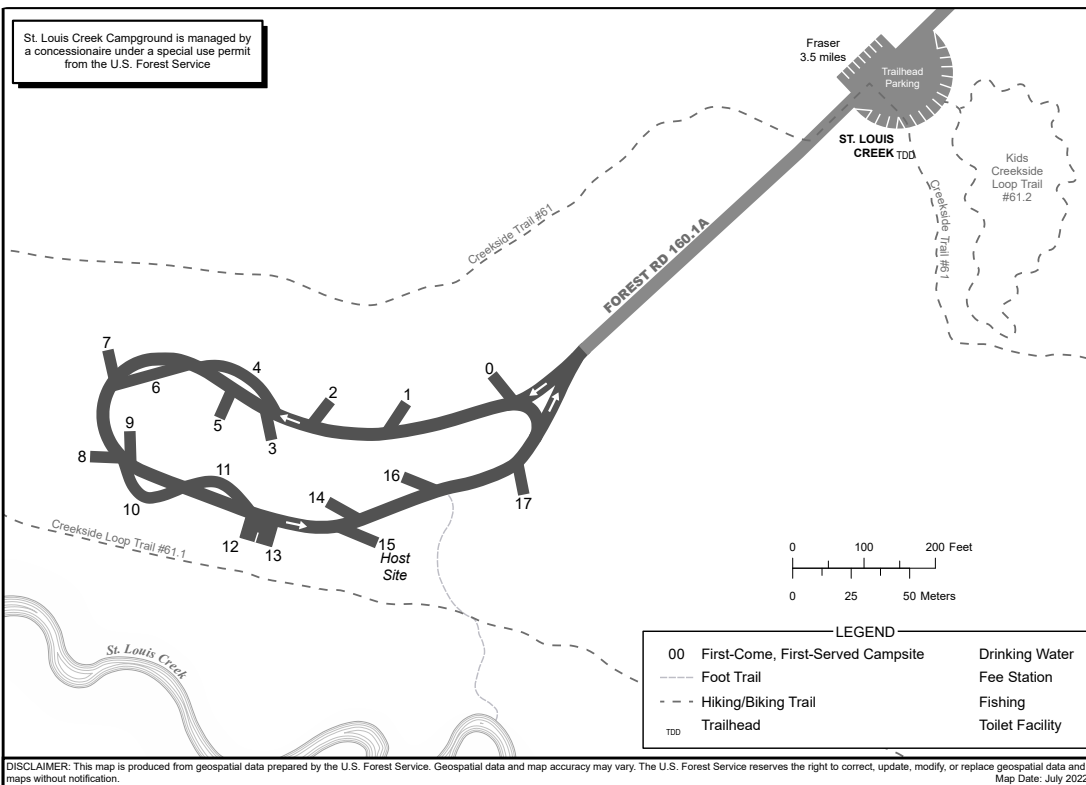 St. Louis Creek Campground is managed by
a concessionaire under a special use permit
from the U.S. Forest Service
Fraser
3.5 miles
Trailhead
Parking
ST. LOUIS
CREEK
TDD
Kids
Creekside
Loop Trail
#61.2
Creekside Trail #61
Creekside Trail #61
FOREST RD 160.1A
7
4
6
2
1
0
5
3
9
8
10
11
16
14
17
12
13
15
Host
Site
Creekside Loop Trail #61.1
St. Louis Creek
0 100 200 Feet
0 25 50 Meters
LEGEND
00 First-Come, First-Served Campsite
Foot Trail
Hiking/Biking Trail
TDD Trailhead
Drinking Water
Fee Station
Fishing
Toilet Facility
DISCLAIMER: This map is produced from geospatial data prepared by the U.S. Forest Service. Geospatial data and map accuracy may vary. The U.S. Forest Service reserves the right to correct, update, modify, or replace geospatial data and
maps without notification.
Map Date: July 2022